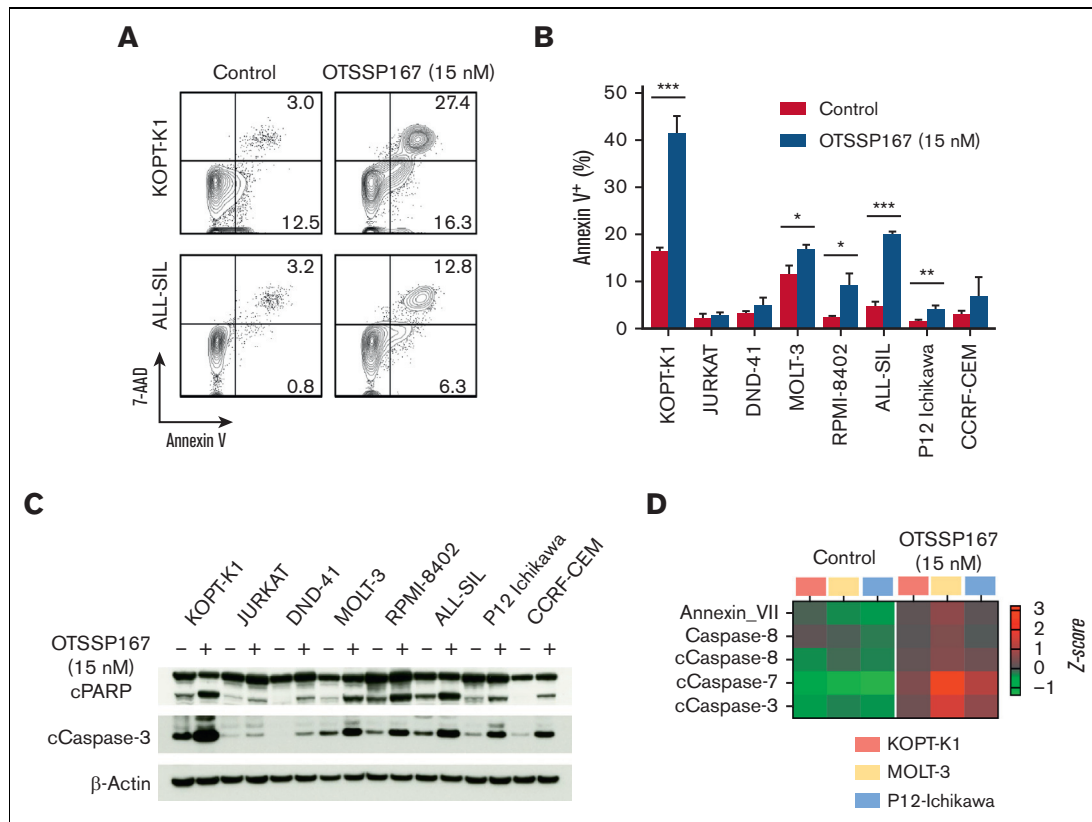 A
Control
OTSSP167 (15 nM)
KOPT-K1
3.0
12.5
27.4
16.3
ALL-SIL
3.2
0.8
12.8
6.3
7-AAD
Annexin V
B
Annexin V⁺ (%)
50
40
30
20
10
0
Control
OTSSP167 (15 nM)
***
*
*
***
**
KOPT-K1
JURKAT
DND-41
MOLT-3
RPMI-8402
ALL-SIL
P12 Ichikawa
CCRF-CEM
C
KOPT-K1
JURKAT
DND-41
MOLT-3
RPMI-8402
ALL-SIL
P12 Ichikawa
CCRF-CEM
OTSSP167
(15 nM)
− + − + − + − + − + − + − + − +
cPARP
cCaspase-3
β-Actin
D
Control
OTSSP167
(15 nM)
Annexin_VII
Caspase-8
cCaspase-8
cCaspase-7
cCaspase-3
3
2
1
0
−1
Z-score
KOPT-K1
MOLT-3
P12-Ichikawa